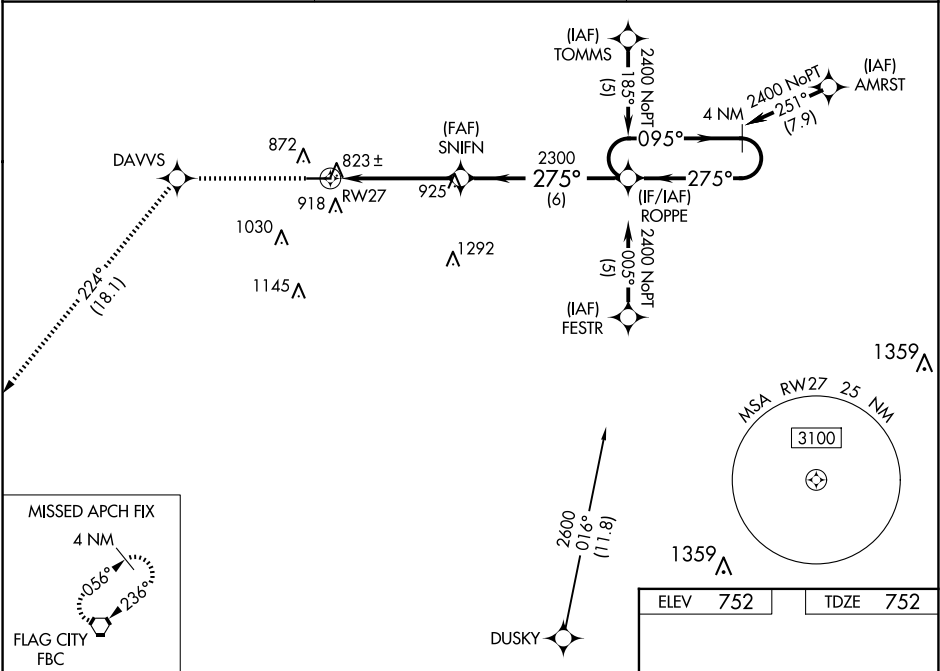 (IAF)
TOMMS
2400 NoPT
185°
(5)
(IAF)
AMRST
2400 NoPT
251°
(7.9)
4 NM
095°
275°
(IF/IAF)
ROPPE
(FAF)
SNIFN
2300
275°
(6)
925
872
823 ±
RW27
918
DAVVS
1030
1292
1145
224°
(18.1)
2400 NoPT
005°
(5)
(IAF)
FESTR
1359
MSA RW27 25 NM
3100
2600
016°
(11.8)
1359
DUSKY
MISSED APCH FIX
4 NM
056°
236°
FLAG CITY
FBC
ELEV 752
TDZE 752